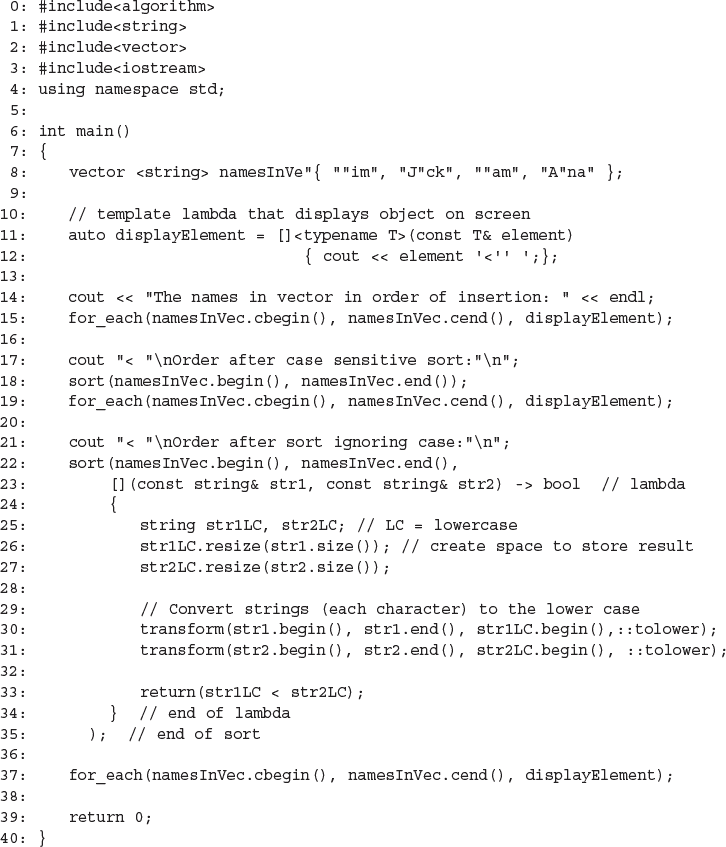 0: #include<algorithm>
1: #include<string>
2: #include<vector>
3: #include<iostream>
4: using namespace std;
5:
6: int main()
7: {
8: vector <string> namesInVe"{ ""im", "J"ck", ""am", "A"na" };
9:
10: // template lambda that displays object on screen
11: auto displayElement = []<typename T>(const T& element)
12: { cout << element '<'' ';};
13:
14: cout << "The names in vector in order of insertion: " << endl;
15: for_each(namesInVec.cbegin(), namesInVec.cend(), displayElement);
16:
17: cout "< "\nOrder after case sensitive sort:"\n";
18: sort(namesInVec.begin(), namesInVec.end());
19: for_each(namesInVec.cbegin(), namesInVec.cend(), displayElement);
20:
21: cout "< "\nOrder after sort ignoring case:"\n";
22: sort(namesInVec.begin(), namesInVec.end(),
23: [](const string& str1, const string& str2) -> bool // lambda
24: {
25: string str1LC, str2LC; // LC = lowercase
26: str1LC.resize(str1.size()); // create space to store result
27: str2LC.resize(str2.size());
28:
29: // Convert strings (each character) to the lower case
30: transform(str1.begin(), str1.end(), str1LC.begin(),::tolower);
31: transform(str2.begin(), str2.end(), str2LC.begin(), ::tolower);
32:
33: return(str1LC < str2LC);
34: } // end of lambda
35: ); // end of sort
36:
37: for_each(namesInVec.cbegin(), namesInVec.cend(), displayElement);
38:
39: return 0;
40: }